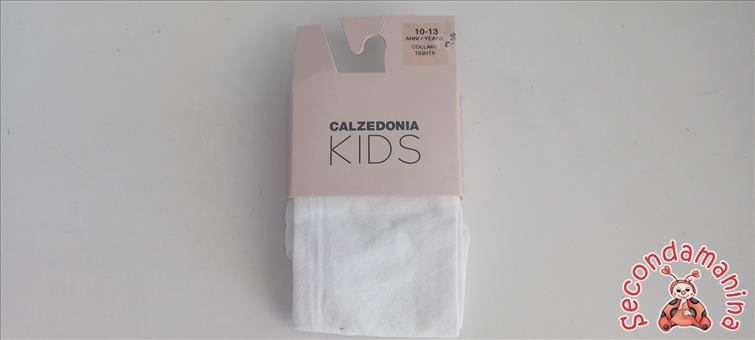 10-13
ANNI / YEARS
COLLANT
TIGHTS
CALZEDONIA
KIDS
Secondamanina